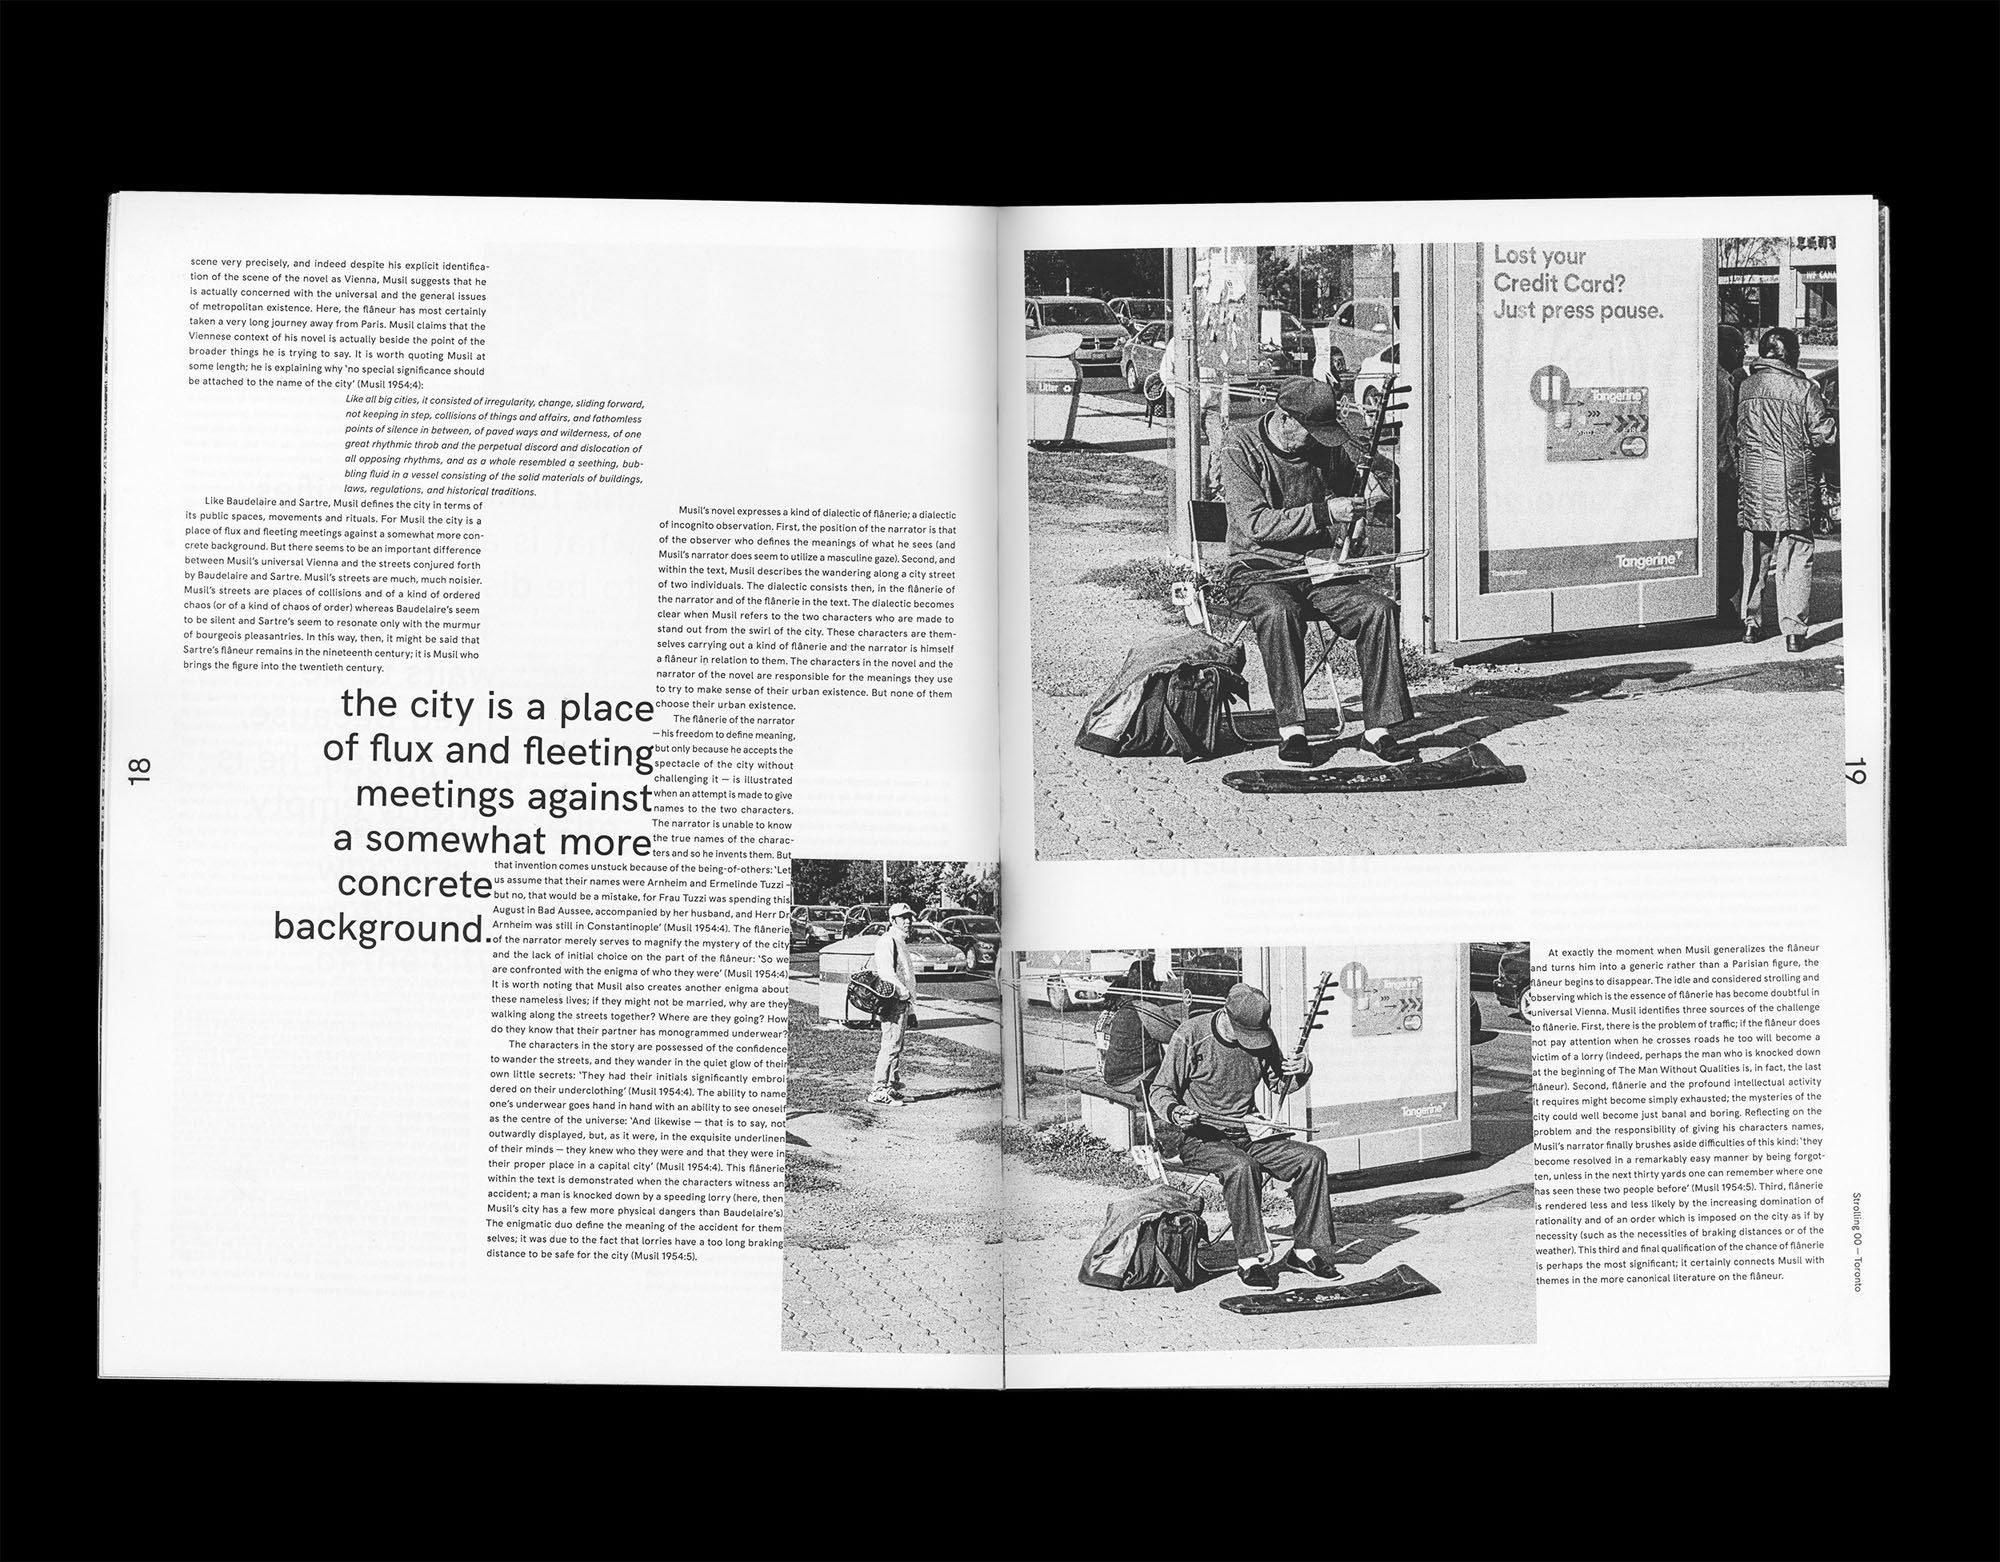 scene very precisely, and indeed despite his explicit identifica-
tion of the scene of the novel as Vienna, Musil suggests that he
is actually concerned with the universal and the general issues
of metropolitan existence. Here, the flâneur has most certainly
taken a very long journey away from Paris. Musil claims that the
Viennese context of his novel is actually beside the point of the
broader things he is trying to say. It is worth quoting Musil at
some length; he is explaining why ‘no special significance should
be attached to the name of the city’ (Musil 1954:4):
Like all big cities, it consisted of irregularity, change, sliding forward,
not keeping in step, collisions of things and affairs, and fathomless
points of silence in between, of paved ways and wilderness, of one
great rhythmic throb and the perpetual discord and dislocation of
all opposing rhythms, and as a whole resembled a seething, bub-
bling fluid in a vessel consisting of the solid materials of buildings,
laws, regulations, and historical traditions.
Like Baudelaire and Sartre, Musil defines the city in terms of
its public spaces, movements and rituals. For Musil the city is a
place of flux and fleeting meetings against a somewhat more con-
crete background. But there seems to be an important difference
between Musil’s universal Vienna and the streets conjured forth
by Baudelaire and Sartre. Musil’s streets are much, much noisier.
Musil’s streets are places of collisions and of a kind of ordered
chaos (or of a kind of chaos of order) whereas Baudelaire’s seem
to be silent and Sartre’s seem to resonate only with the murmur
of bourgeois pleasantries. In this way, then, it might be said that
Sartre’s flâneur remains in the nineteenth century; it is Musil who
brings the figure into the twentieth century.
the city is a place
of flux and fleeting
meetings against
a somewhat more
concrete
background.
18
Musil’s novel expresses a kind of dialectic of flânerie; a dialectic
of incognito observation. First, the position of the narrator is that
of the observer who defines the meanings of what he sees (and
Musil’s narrator does seem to utilize a masculine gaze). Second, and
within the text, Musil describes the wandering along a city street
of two individuals. The dialectic consists then, in the flânerie of
the narrator and of the flânerie in the text. The dialectic becomes
clear when Musil refers to the two characters who are made to
stand out from the swirl of the city. These characters are them-
selves carrying out a kind of flânerie and the narrator is himself
a flâneur in relation to them. The characters in the novel and the
narrator of the novel are responsible for the meanings they use
to try to make sense of their urban existence. But none of them
choose their urban existence.
The flânerie of the narrator
— his freedom to define meaning,
but only because he accepts the
spectacle of the city without
challenging it — is illustrated
when an attempt is made to give
names to the two characters.
The narrator is unable to know
the true names of the charac-
ters and so he invents them. But
that invention comes unstuck because of the being-of-others: ‘Let
us assume that their names were Arnheim and Ermelinde Tuzzi –
but no, that would be a mistake, for Frau Tuzzi was spending this
August in Bad Aussee, accompanied by her husband, and Herr Dr
Arnheim was still in Constantinople’ (Musil 1954:4). The flânerie
of the narrator merely serves to magnify the mystery of the city
and the lack of initial choice on the part of the flâneur: ‘So we
are confronted with the enigma of who they were’ (Musil 1954:4)
It is worth noting that Musil also creates another enigma about
these nameless lives; if they might not be married, why are they
walking along the streets together? Where are they going? How
do they know that their partner has monogrammed underwear?
The characters in the story are possessed of the confidence
to wander the streets, and they wander in the quiet glow of their
own little secrets: ‘They had their initials significantly embroi
dered on their underclothing’ (Musil 1954:4). The ability to name
one’s underwear goes hand in hand with an ability to see oneself
as the centre of the universe: ‘And likewise — that is to say, not
outwardly displayed, but, as it were, in the exquisite underlinen
of their minds — they knew who they were and that they were in
their proper place in a capital city’ (Musil 1954:4). This flânerie
within the text is demonstrated when the characters witness an
accident; a man is knocked down by a speeding lorry (here, then
Musil’s city has a few more physical dangers than Baudelaire’s)
The enigmatic duo define the meaning of the accident for them
selves; it was due to the fact that lorries have a too long braking
distance to be safe for the city (Musil 1954:5).
Lost your
Credit Card?
Just press pause.
Tangerine
Tangerine
Litter
19
Tangerine
At exactly the moment when Musil generalizes the flâneur
and turns him into a generic rather than a Parisian figure, the
flâneur begins to disappear. The idle and considered strolling and
observing which is the essence of flânerie has become doubtful in
universal Vienna. Musil identifies three sources of the challenge
to flânerie. First, there is the problem of traffic; if the flâneur does
not pay attention when he crosses roads he too will become a
victim of a lorry (indeed, perhaps the man who is knocked down
at the beginning of The Man Without Qualities is, in fact, the last
flâneur). Second, flânerie and the profound intellectual activity
it requires might become simply exhausted; the mysteries of the
city could well become just banal and boring. Reflecting on the
problem and the responsibility of giving his characters names,
Musil’s narrator finally brushes aside difficulties of this kind: ‘they
become resolved in a remarkably easy manner by being forgot-
ten, unless in the next thirty yards one can remember where one
has seen these two people before’ (Musil 1954:5). Third, flânerie
is rendered less and less likely by the increasing domination of
rationality and of an order which is imposed on the city as if by
necessity (such as the necessities of braking distances or of the
weather). This third and final qualification of the chance of flânerie
is perhaps the most significant; it certainly connects Musil with
themes in the more canonical literature on the flâneur.
Strolling 00 — Toronto